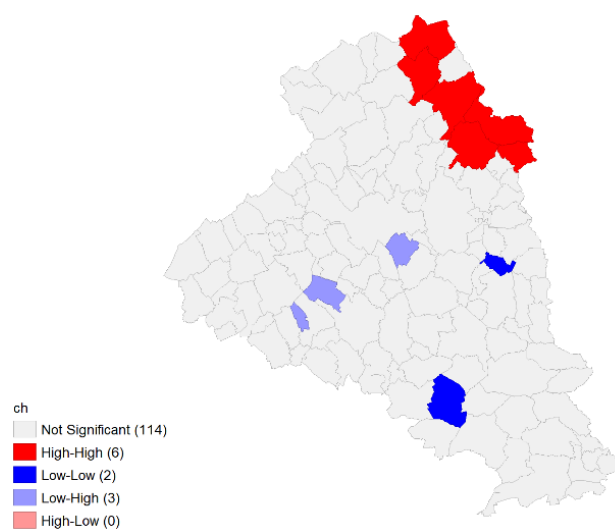 ch
Not Significant (114)
High-High (6)
Low-Low (2)
Low-High (3)
High-Low (0)